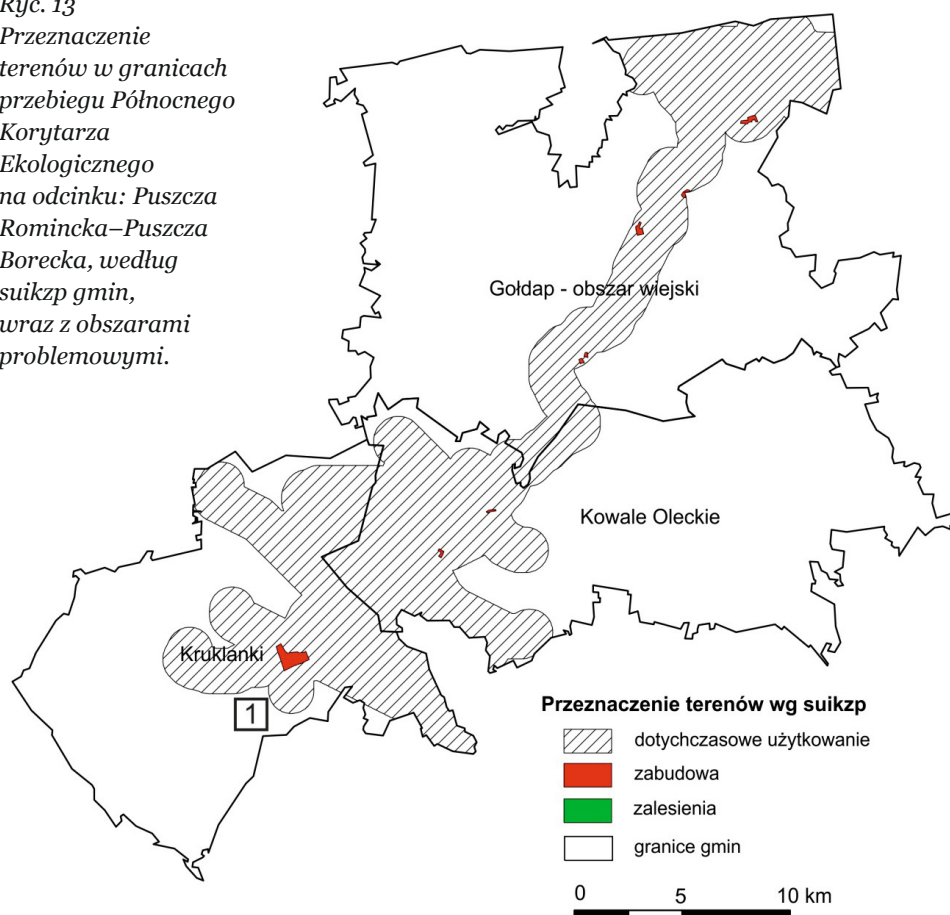 Ryc. 13
Przeznaczenie
terenów w granicach
przebiegu Północnego
Korytarza
Ekologicznego
na odcinku: Puszcza
Romincka–Puszcza
Borecka, według
suikzp gmin,
wraz z obszarami
problemowymi.
Gołdap - obszar wiejski
Kowale Oleckie
Kruklanki
1
Przeznaczenie terenów wg suikzp
dotychczasowe użytkowanie
zabudowa
zalesienia
granice gmin
0 5 10 km